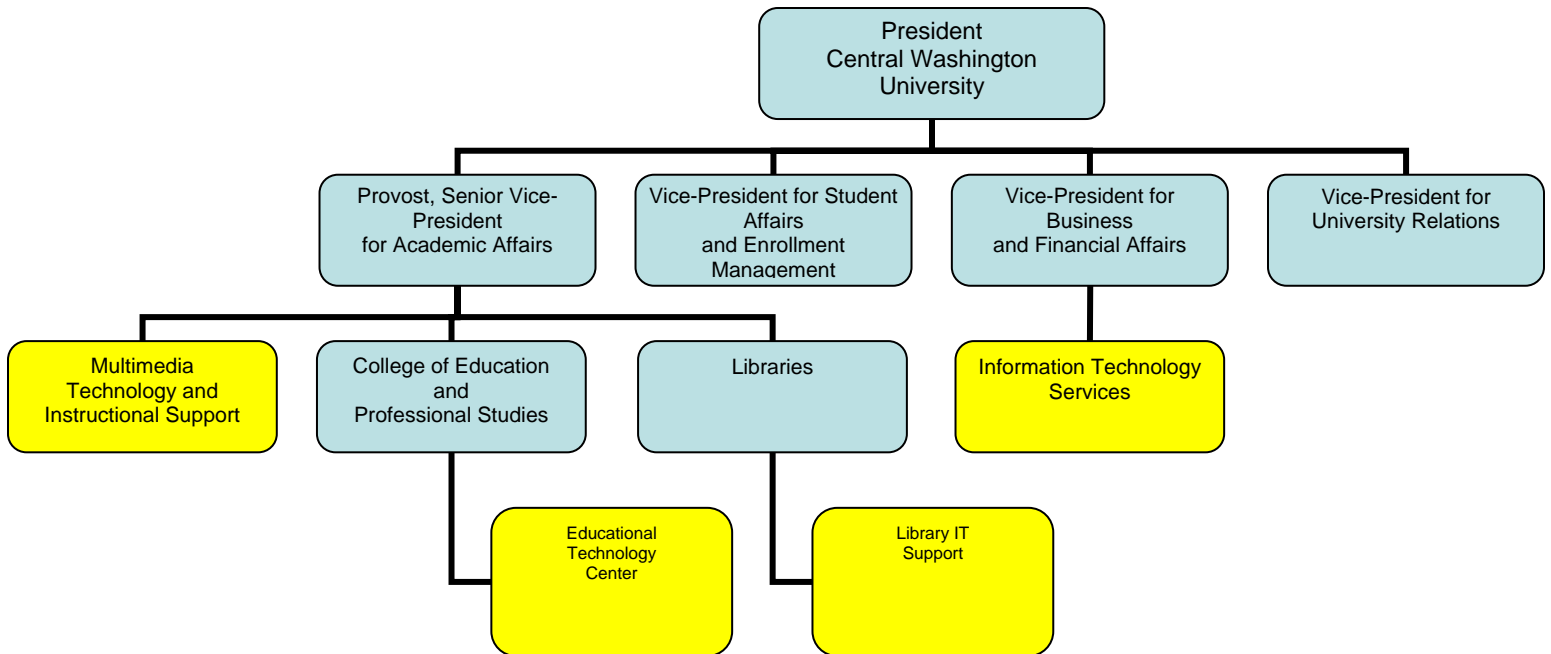 President
Central Washington
University
Provost, Senior Vice-
President
for Academic Affairs
Vice-President for Student
Affairs
and Enrollment
Management
Vice-President for
Business
and Financial Affairs
Vice-President for
University Relations
Multimedia
Technology and
Instructional Support
College of Education
and
Professional Studies
Libraries
Information Technology
Services
Educational
Technology
Center
Library IT
Support